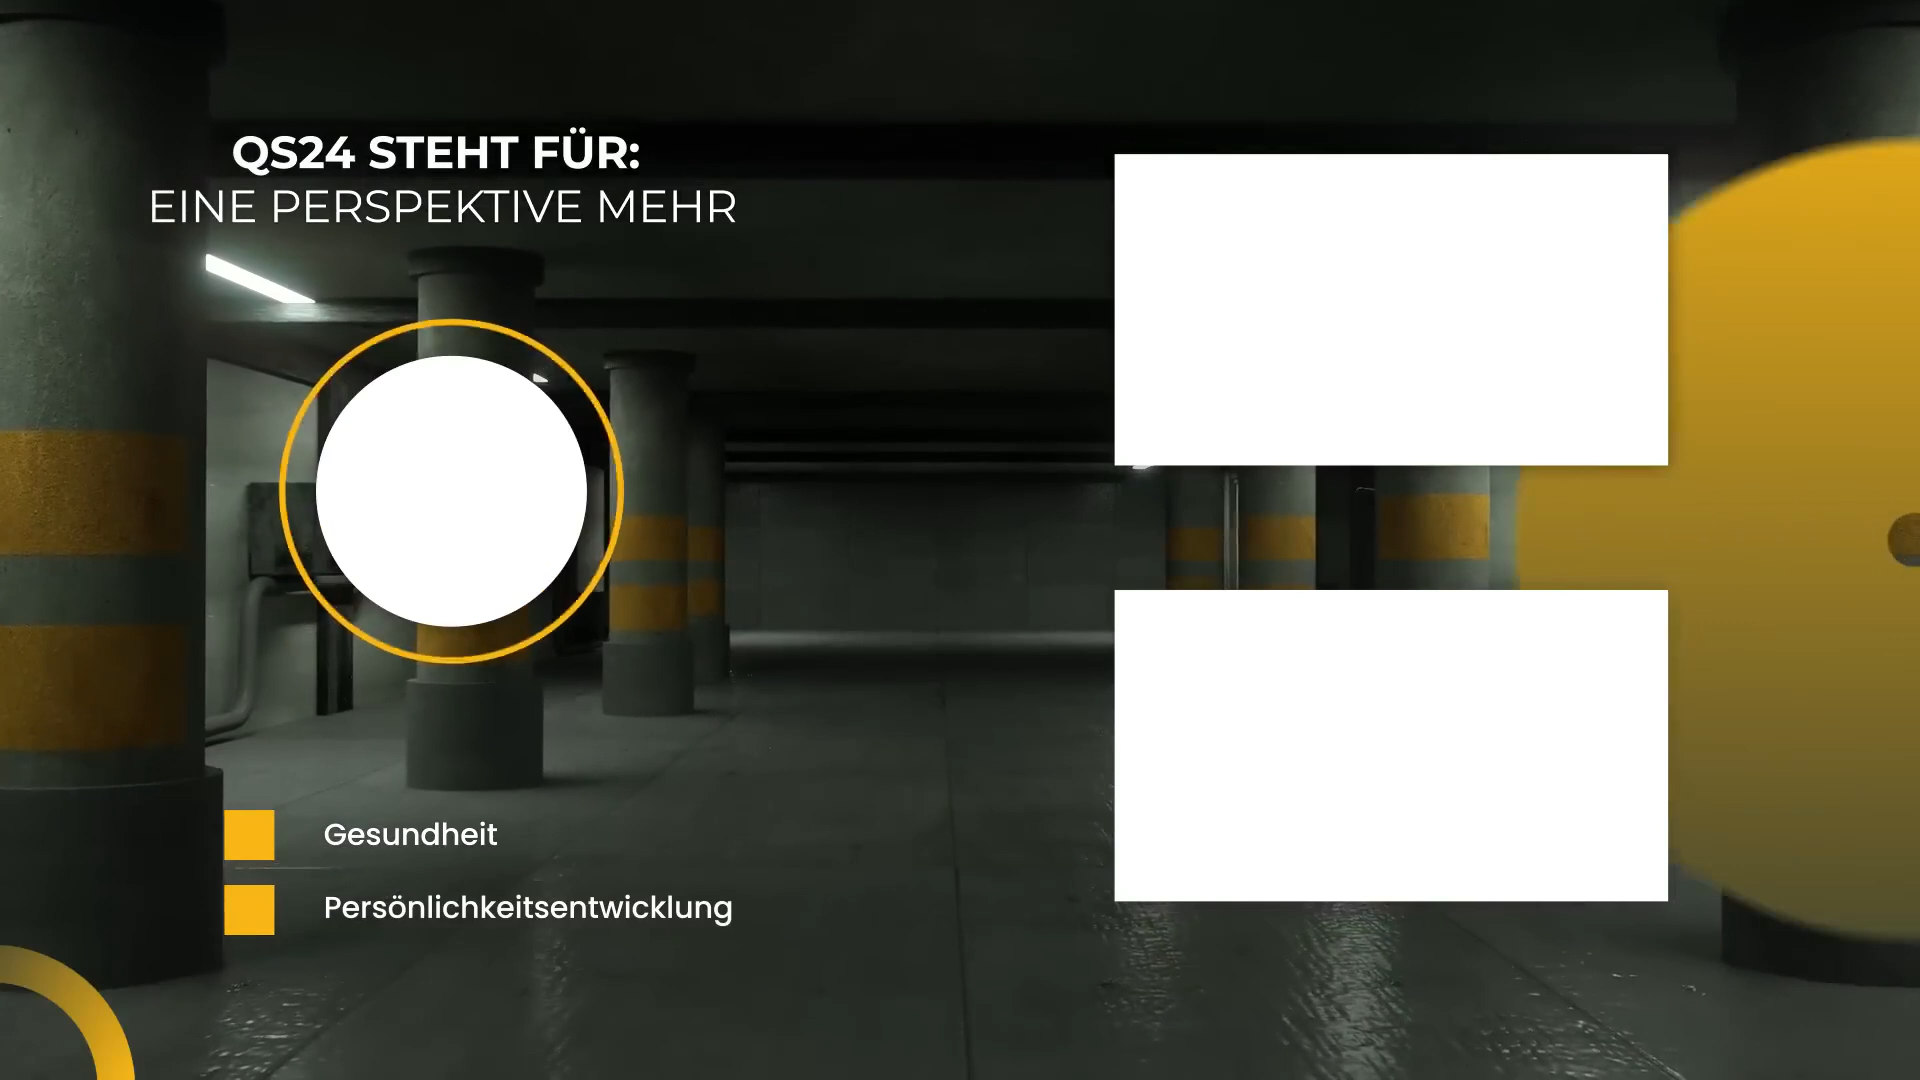 QS24 STEHT FÜR:
EINE PERSPEKTIVE MEHR
Gesundheit
Persönlichkeitsentwicklung